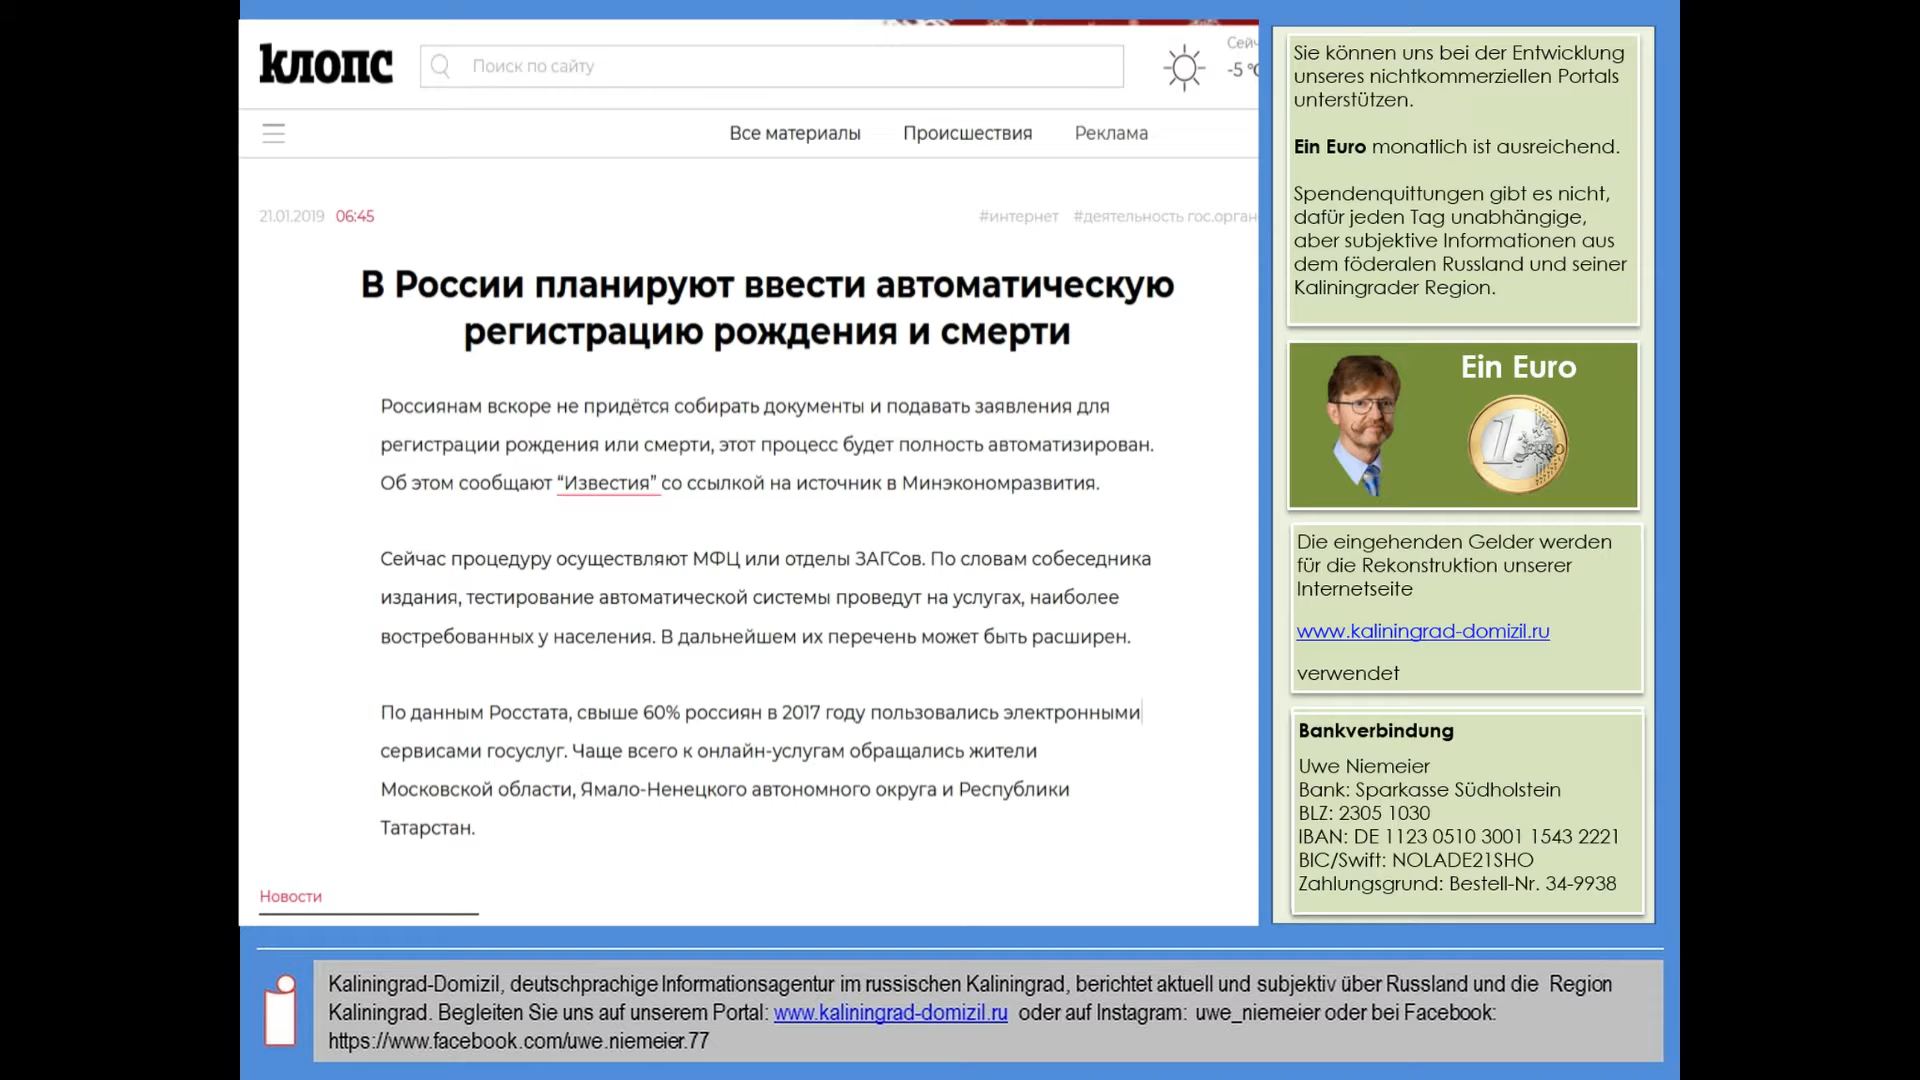 клопс
Поиск по сайту
-5 °C
Все материалы
Происшествия
Реклама
21.01.2019 06:45
#интернет #деятельность гос.орган
В России планируют ввести автоматическую
регистрацию рождения и смерти
Россиянам вскоре не придётся собирать документы и подавать заявления для
регистрации рождения или смерти, этот процесс будет полность автоматизирован.
Об этом сообщают “Известия” со ссылкой на источник в Минэкономразвития.
Сейчас процедуру осуществляют МФЦ или отделы ЗАГСов. По словам собеседника
издания, тестирование автоматической системы проведут на услугах, наиболее
востребованных у населения. В дальнейшем их перечень может быть расширен.
По данным Росстата, свыше 60% россиян в 2017 году пользовались электронными
сервисами госуслуг. Чаще всего к онлайн-услугам обращались жители
Московской области, Ямало-Ненецкого автономного округа и Республики
Татарстан.
Новости
Sie können uns bei der Entwicklung
unseres nichtkommerziellen Portals
unterstützen.
Ein Euro monatlich ist ausreichend.
Spendenquittungen gibt es nicht,
dafür jeden Tag unabhängige,
aber subjektive Informationen aus
dem föderalen Russland und seiner
Kaliningrader Region.
Ein Euro
1 EURO
Die eingehenden Gelder werden
für die Rekonstruktion unserer
Internetseite
www.kaliningrad-domizil.ru
verwendet
Bankverbindung
Uwe Niemeier
Bank: Sparkasse Südholstein
BLZ: 2305 1030
IBAN: DE 1123 0510 3001 1543 2221
BIC/Swift: NOLADE21SHO
Zahlungsgrund: Bestell-Nr. 34-9938
Kaliningrad-Domizil, deutschprachige Informationsagentur im russischen Kaliningrad, berichtet aktuell und subjektiv über Russland und die Region
Kaliningrad. Begleiten Sie uns auf unserem Portal: www.kaliningrad-domizil.ru oder auf Instagram: uwe_niemeier oder bei Facebook:
https://www.facebook.com/uwe.niemeier.77